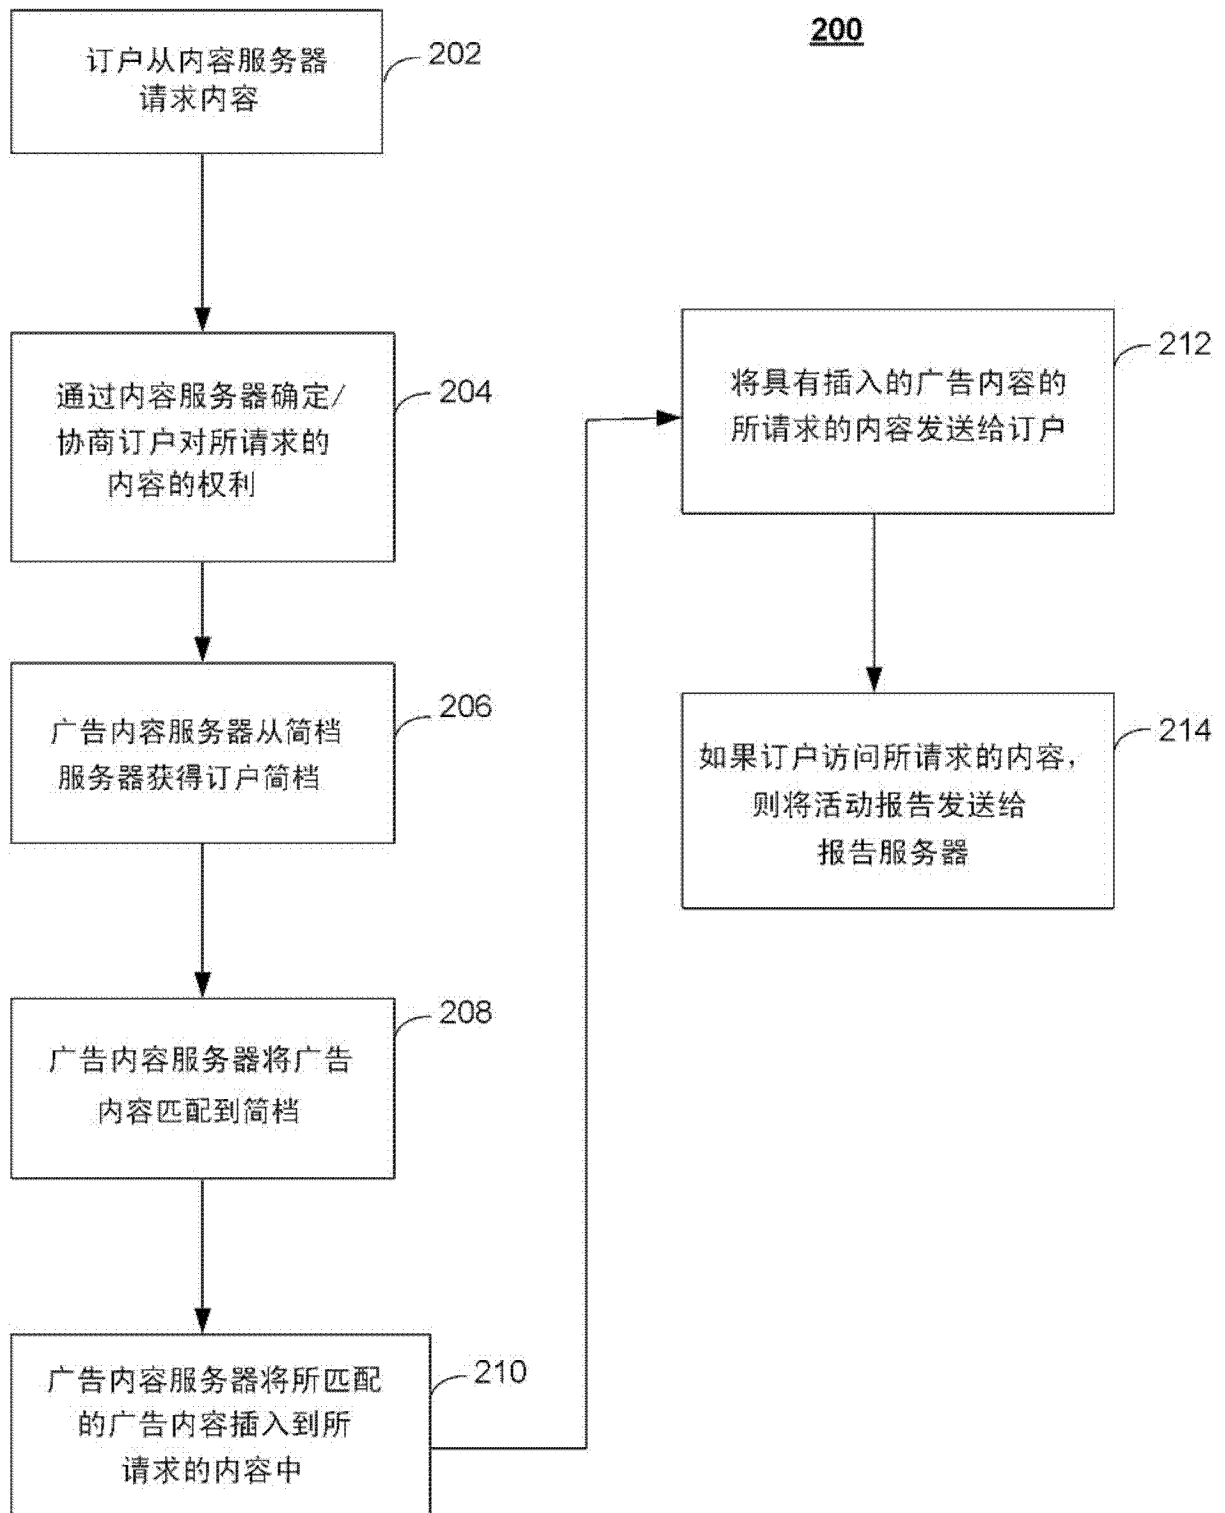 200
订户从内容服务器
请求内容
202
通过内容服务器确定/
协商订户对所请求的
内容的权利
204
广告内容服务器从简档
服务器获得订户简档
206
广告内容服务器将广告
内容匹配到简档
208
广告内容服务器将所匹配
的广告内容插入到所
请求的内容中
210
将具有插入的广告内容的
所请求的内容发送给订户
212
如果订户访问所请求的内容，
则将活动报告发送给
报告服务器
214